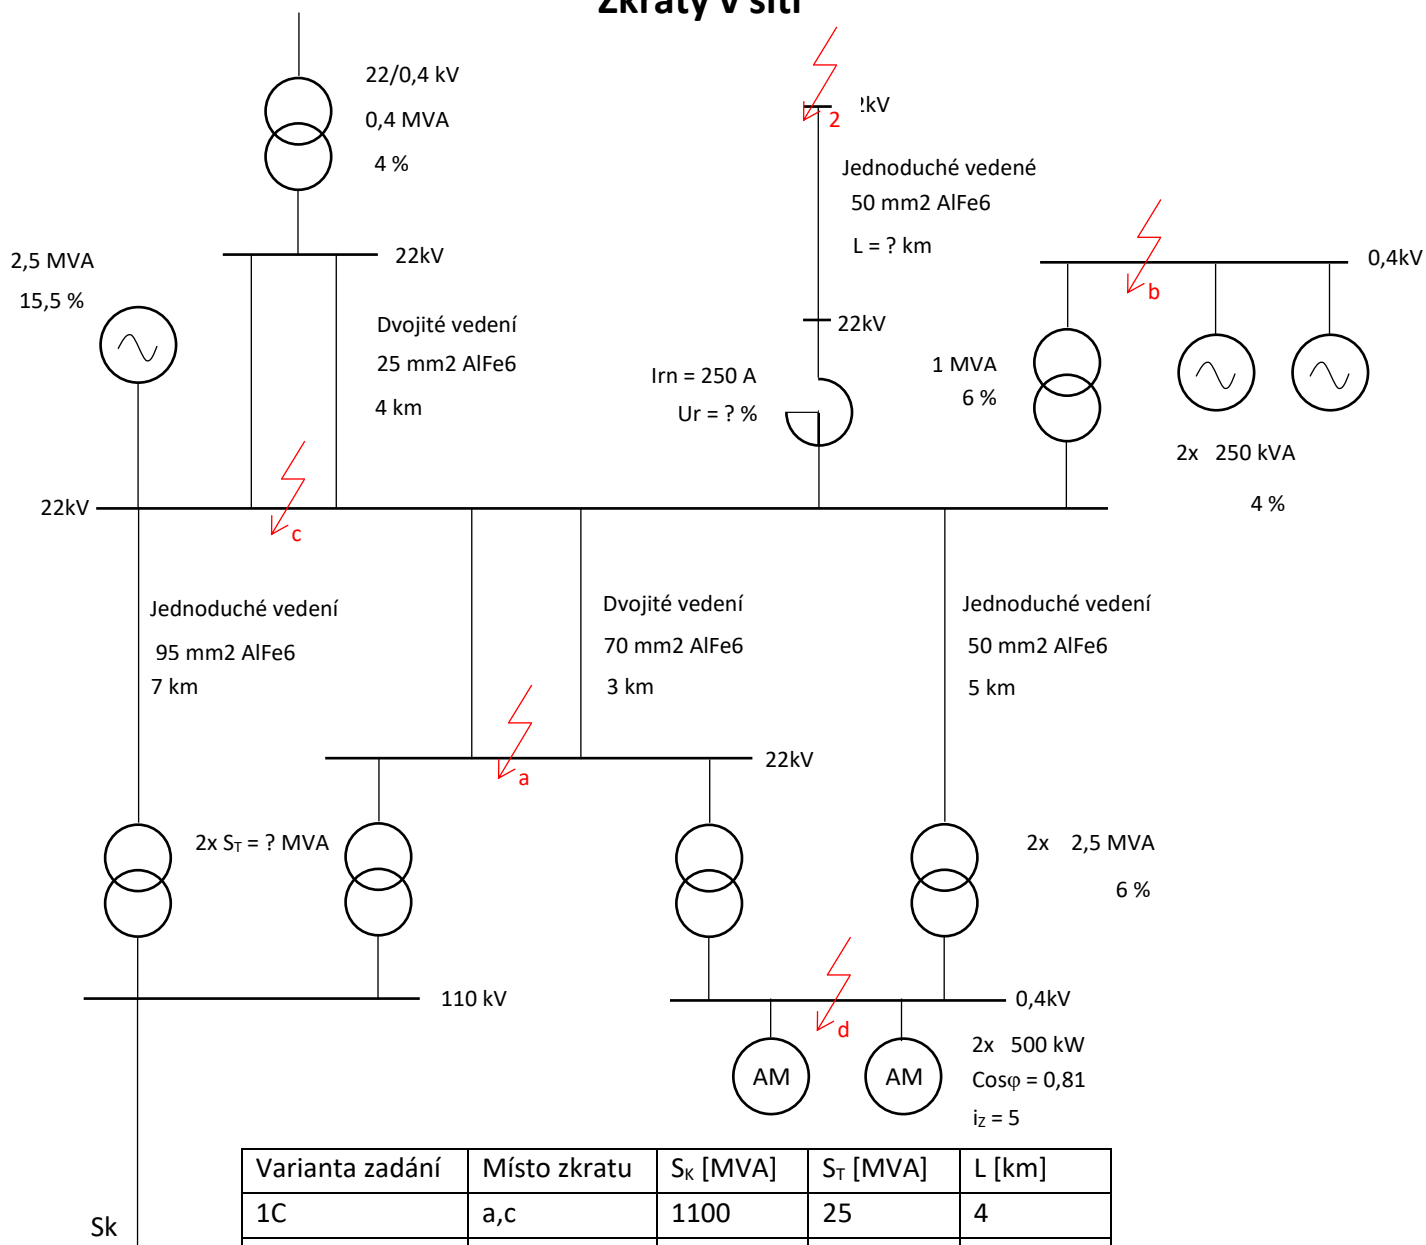 Zkraty v síti
22/0,4 kV
0,4 MVA
4 %
2kV
2
Jednoduché vedené
50 mm2 AlFe6
L = ? km
22kV
2,5 MVA
15,5 %
Dvojité vedení
25 mm2 AlFe6
4 km
22kV
Irn = 250 A
Ur = ? %
0,4kV
b
1 MVA
6 %
2x 250 kVA
4 %
22kV
c
Jednoduché vedení
95 mm2 AlFe6
7 km
Dvojité vedení
70 mm2 AlFe6
3 km
Jednoduché vedení
50 mm2 AlFe6
5 km
22kV
a
2x ST = ? MVA
2x 2,5 MVA
6 %
110 kV
0,4kV
d
AM
AM
2x 500 kW
Cosφ = 0,81
iZ = 5
Varianta zadání Místo zkratu SK [MVA] ST [MVA] L [km]
1C a,c 1100 25 4
Sk